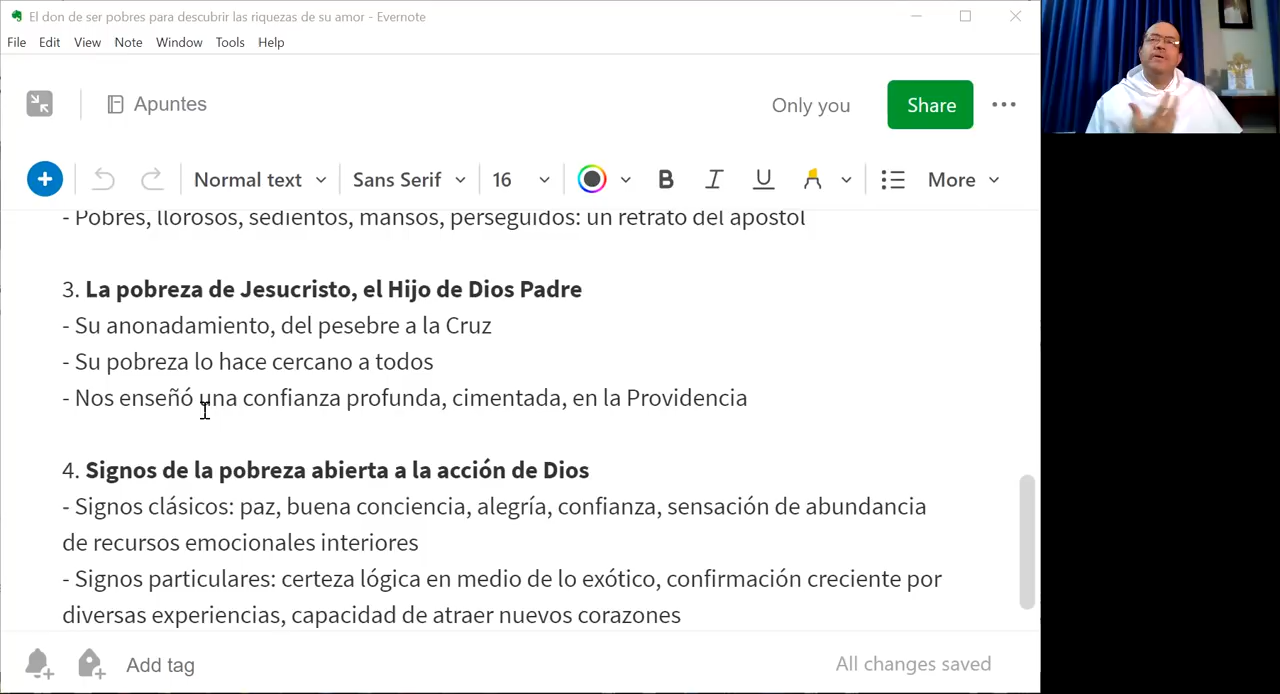 El don de ser pobres para descubrir las riquezas de su amor - Evernote
File Edit View Note Window Tools Help
Apuntes Only you Share
Normal text Sans Serif 16 B I U More
- Pobres, llorosos, sedientos, mansos, perseguidos: un retrato del apostol
3. La pobreza de Jesucristo, el Hijo de Dios Padre
- Su anonadamiento, del pesebre a la Cruz
- Su pobreza lo hace cercano a todos
- Nos enseñó una confianza profunda, cimentada, en la Providencia
4. Signos de la pobreza abierta a la acción de Dios
- Signos clásicos: paz, buena conciencia, alegría, confianza, sensación de abundancia
de recursos emocionales interiores
- Signos particulares: certeza lógica en medio de lo exótico, confirmación creciente por
diversas experiencias, capacidad de atraer nuevos corazones
Add tag All changes saved